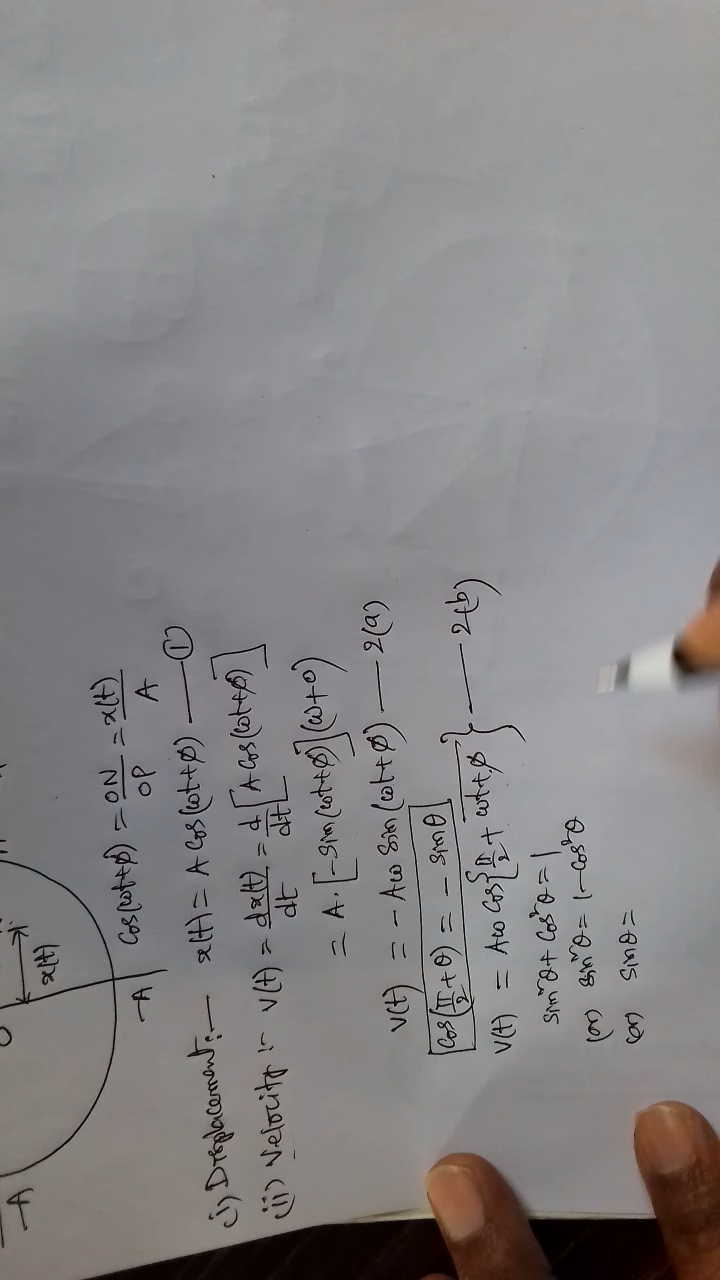 -A
O
x(t)
-A
Cos(ωt+φ) = ON/OP = x(t)/A
(i) Displacement:— x(t) = A Cos(ωt+φ) —— ①
(ii) Velocity :- V(t) = dx(t)/dt = d/dt [A Cos(ωt+φ)]
= A·[-Sin(ωt+φ)](ω+0)
V(t) = -Aω Sin(ωt+φ) —— 2(a)
Cos(π/2+θ) = -Sinθ
V(t) = Aω Cos{π/2 + ωt+φ} —— 2(b)
Sin²θ + Cos²θ = 1
(or) Sin²θ = 1-Cos²θ
(or) Sinθ =